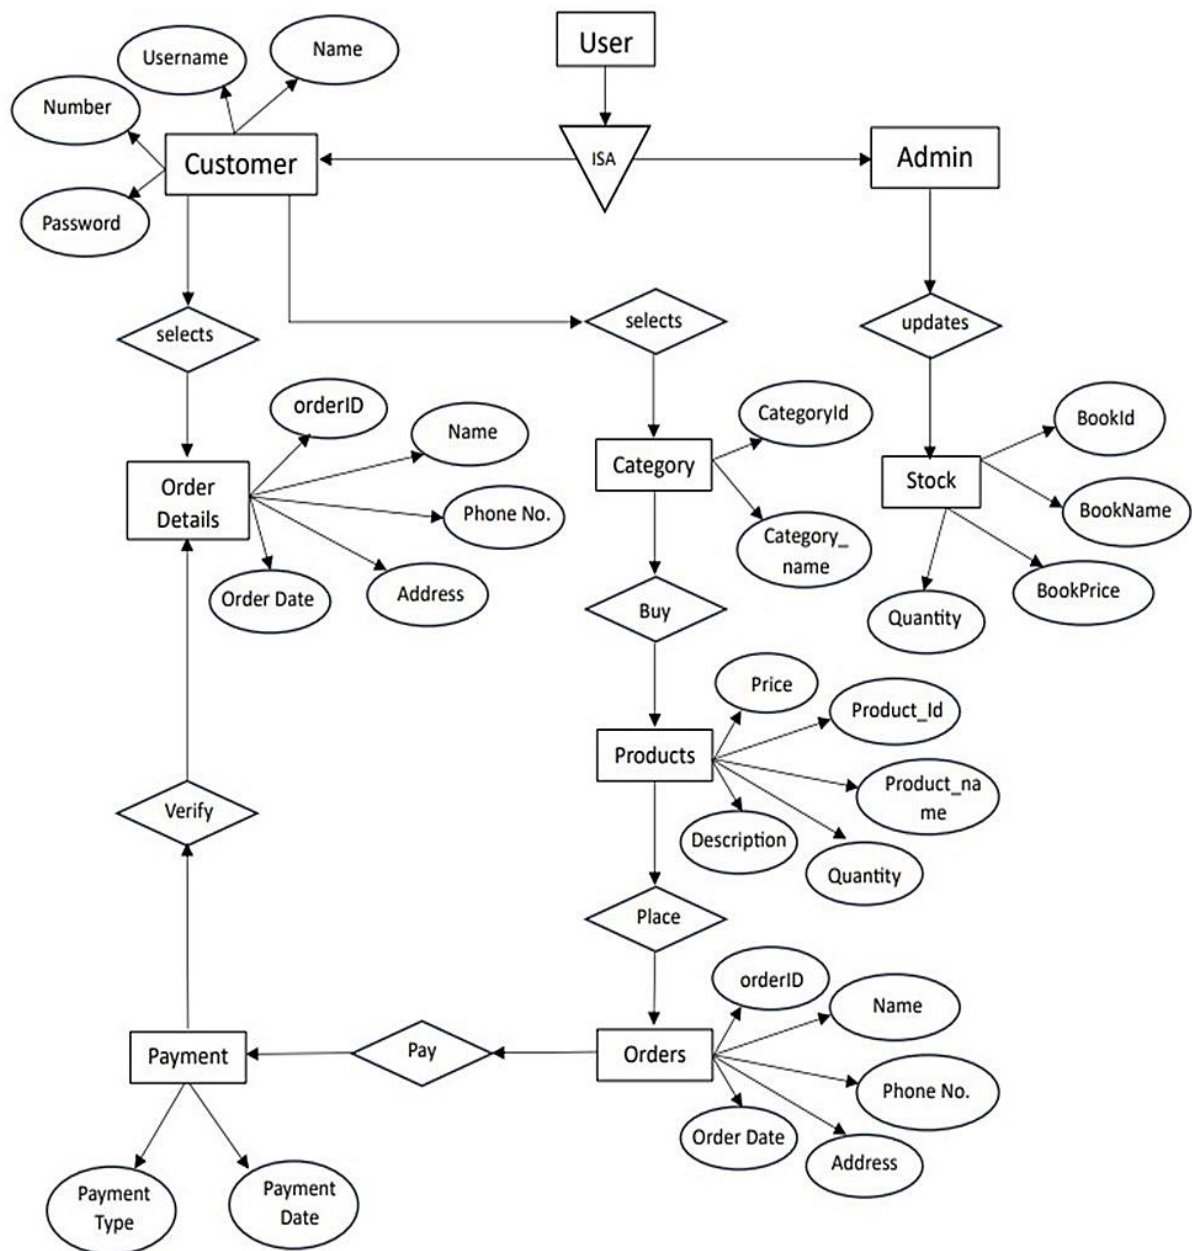 User
Username
Name
Number
Customer
ISA
Admin
Password
selects
selects
updates
orderID
Name
CategoryId
BookId
Category
Stock
Order
Details
Phone No.
BookName
Category_
name
Order Date
Address
BookPrice
Quantity
Buy
Price
Product_Id
Products
Product_na
me
Verify
Description
Quantity
Place
orderID
Name
Payment
Pay
Orders
Phone No.
Order Date
Address
Payment
Type
Payment
Date